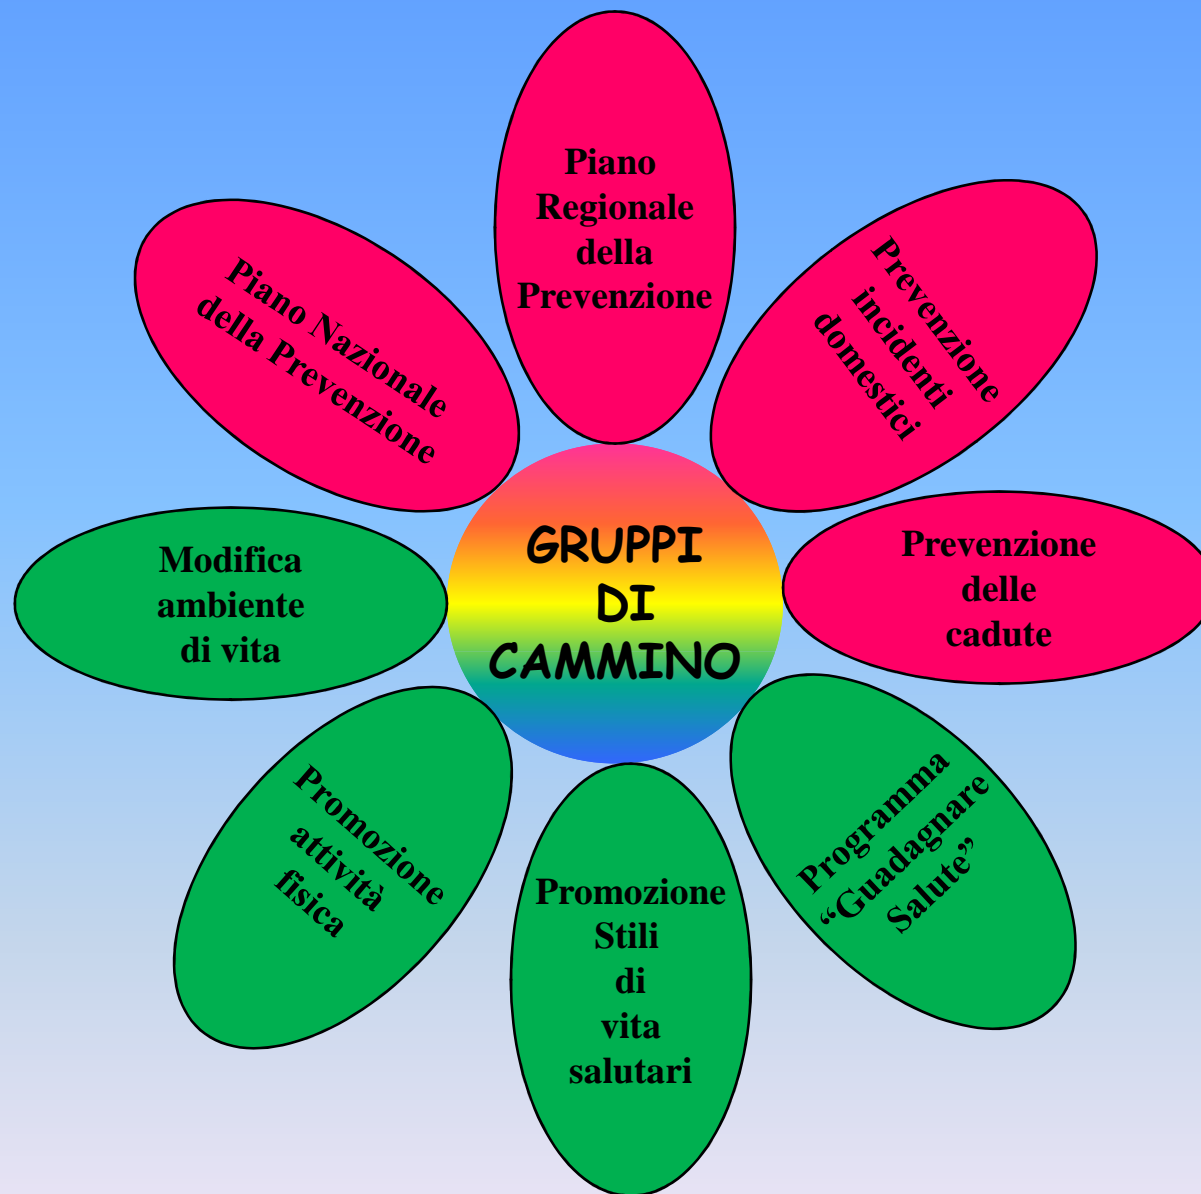 Piano
Regionale
della
Prevenzione
Piano Nazionale
della Prevenzione
Prevenzione
incidenti
domestici
GRUPPI
DI
CAMMINO
Modifica
ambiente
di vita
Prevenzione
delle
cadute
Promozione
attività
fisica
Promozione
Stili
di
vita
salutari
Programma
“Guadagnare
Salute”